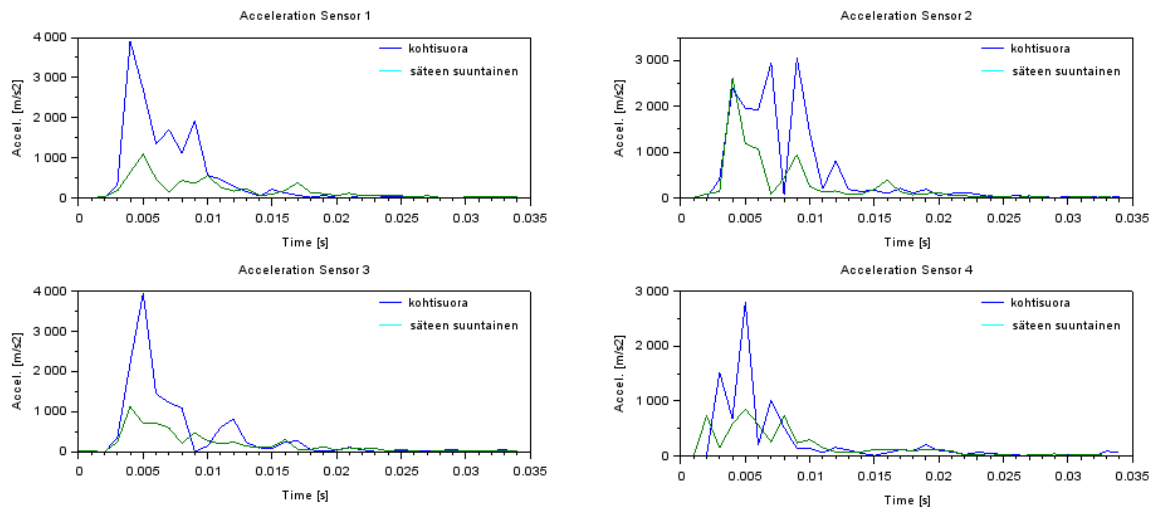 Acceleration Sensor 1
4 000
3 000
2 000
1 000
0
Accel. [m/s2]
kohtisuora
säteen suuntainen
0 0.005 0.01 0.015 0.02 0.025 0.03 0.035
Time [s]
Acceleration Sensor 2
3 000
2 000
1 000
0
Accel. [m/s2]
kohtisuora
säteen suuntainen
0 0.005 0.01 0.015 0.02 0.025 0.03 0.035
Time [s]
Acceleration Sensor 3
4 000
3 000
2 000
1 000
0
Accel. [m/s2]
kohtisuora
säteen suuntainen
0 0.005 0.01 0.015 0.02 0.025 0.03 0.035
Time [s]
Acceleration Sensor 4
3 000
2 000
1 000
0
Accel. [m/s2]
kohtisuora
säteen suuntainen
0 0.005 0.01 0.015 0.02 0.025 0.03 0.035
Time [s]